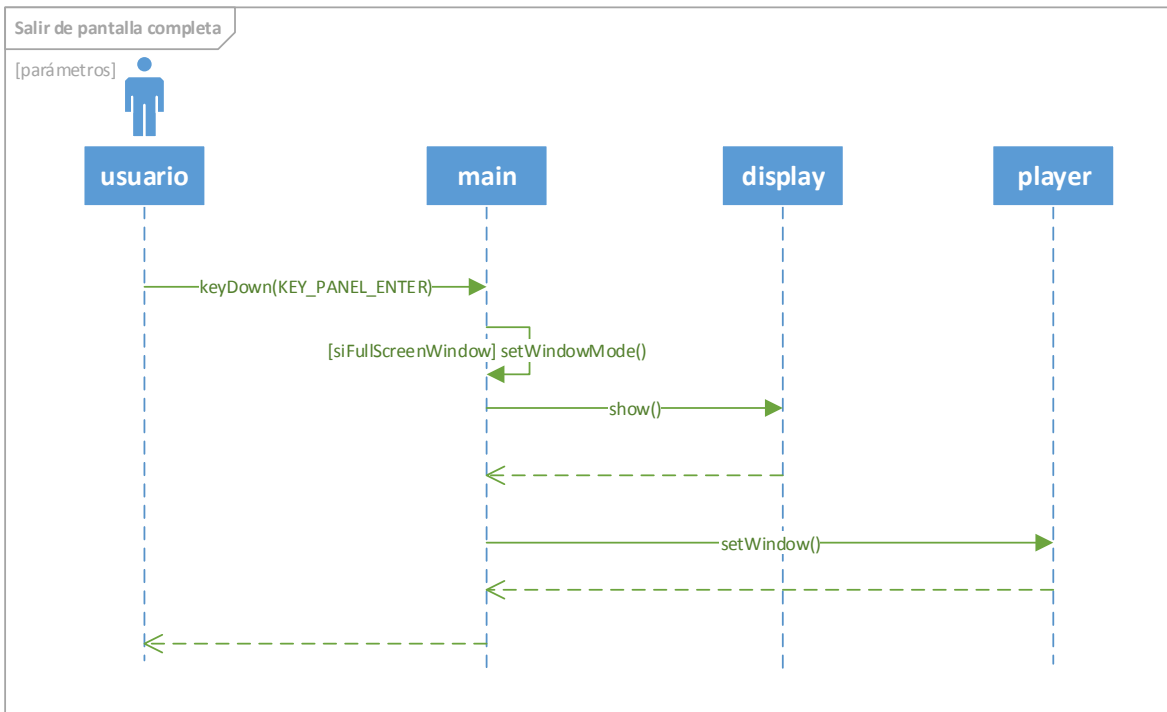 Salir de pantalla completa
[parámetros]
usuario
main
display
player
keyDown(KEY_PANEL_ENTER)
[siFullScreenWindow] setWindowMode()
show()
setWindow()